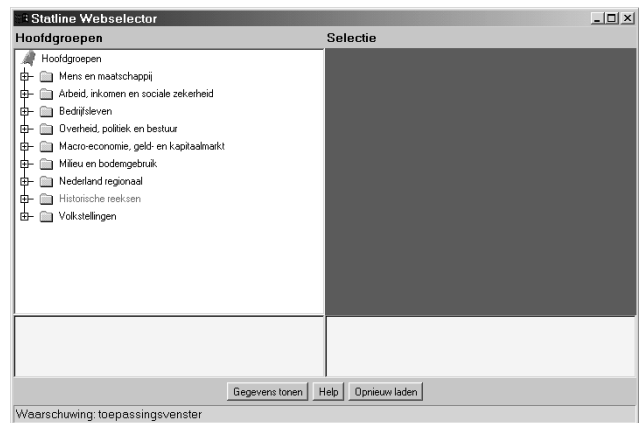 Statline Webselector
Hoofdgroepen
Selectie
Hoofdgroepen
Mens en maatschappij
Arbeid, inkomen en sociale zekerheid
Bedrijfsleven
Overheid, politiek en bestuur
Macro-economie, geld- en kapitaalmarkt
Milieu en bodemgebruik
Nederland regionaal
Historische reeksen
Volkstellingen
Gegevens tonen
Help
Opnieuw laden
Waarschuwing: toepassingsvenster